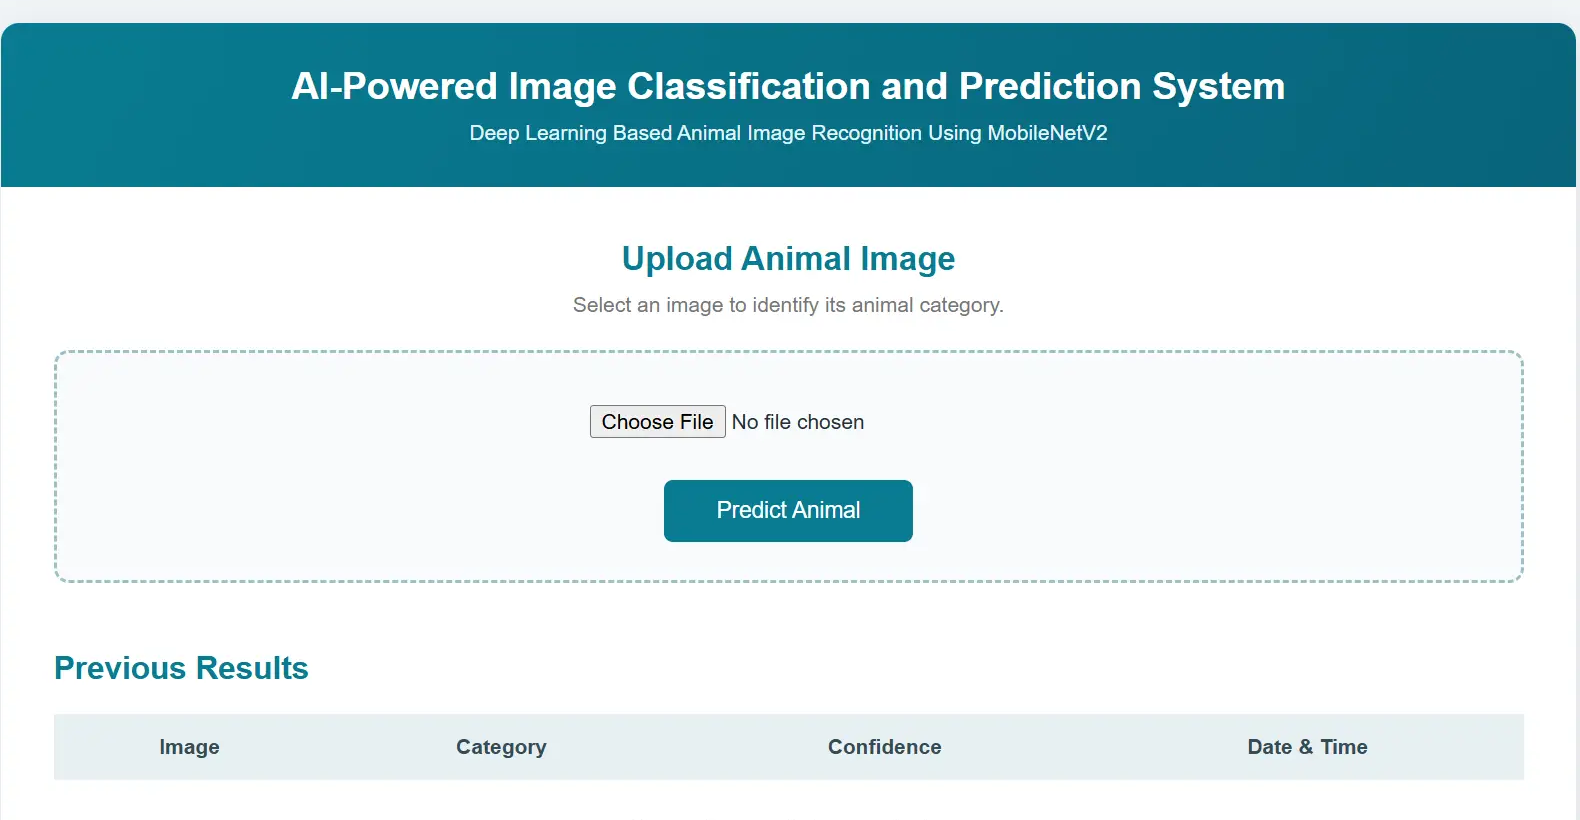 AI-Powered Image Classification and Prediction System
Deep Learning Based Animal Image Recognition Using MobileNetV2
Upload Animal Image
Select an image to identify its animal category.
Choose File No file chosen
Predict Animal
Previous Results
Image Category Confidence Date & Time